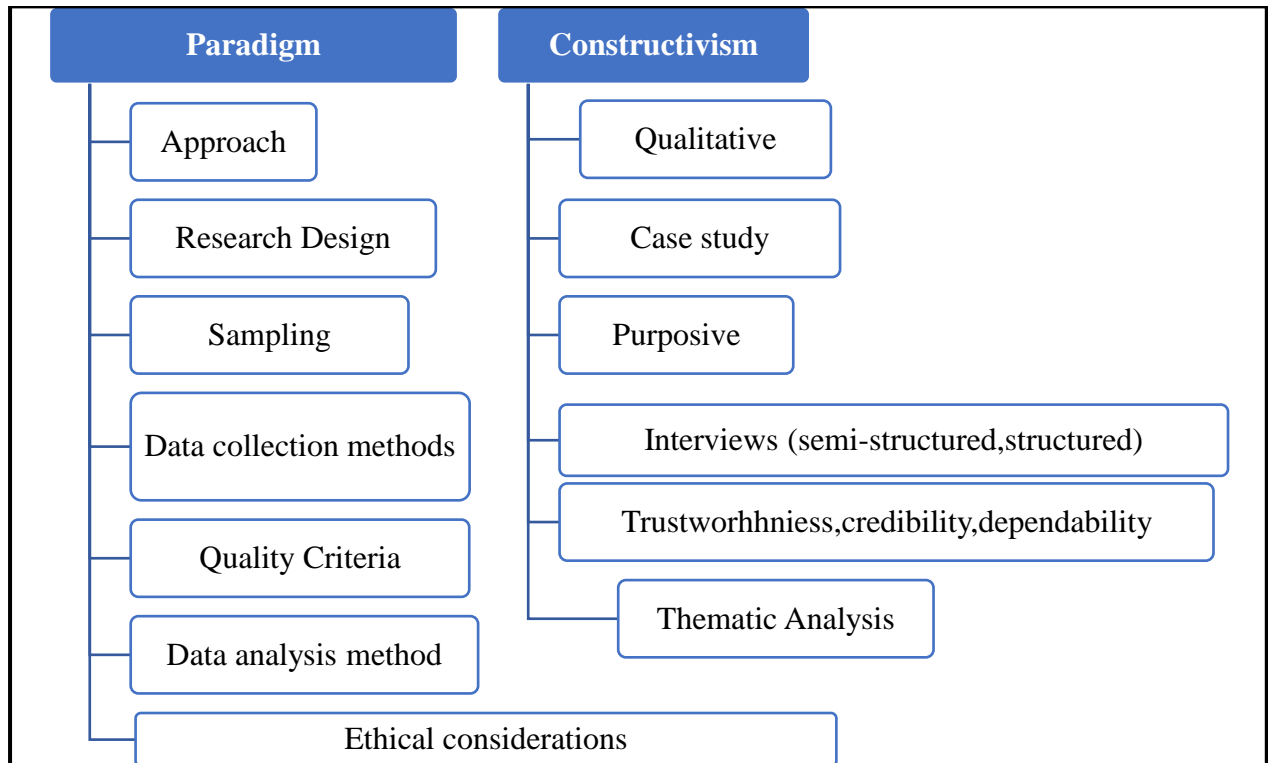 Paradigm
Approach
Research Design
Sampling
Data collection methods
Quality Criteria
Data analysis method
Ethical considerations
Constructivism
Qualitative
Case study
Purposive
Interviews (semi-structured,structured)
Trustworhhniess,credibility,dependability
Thematic Analysis